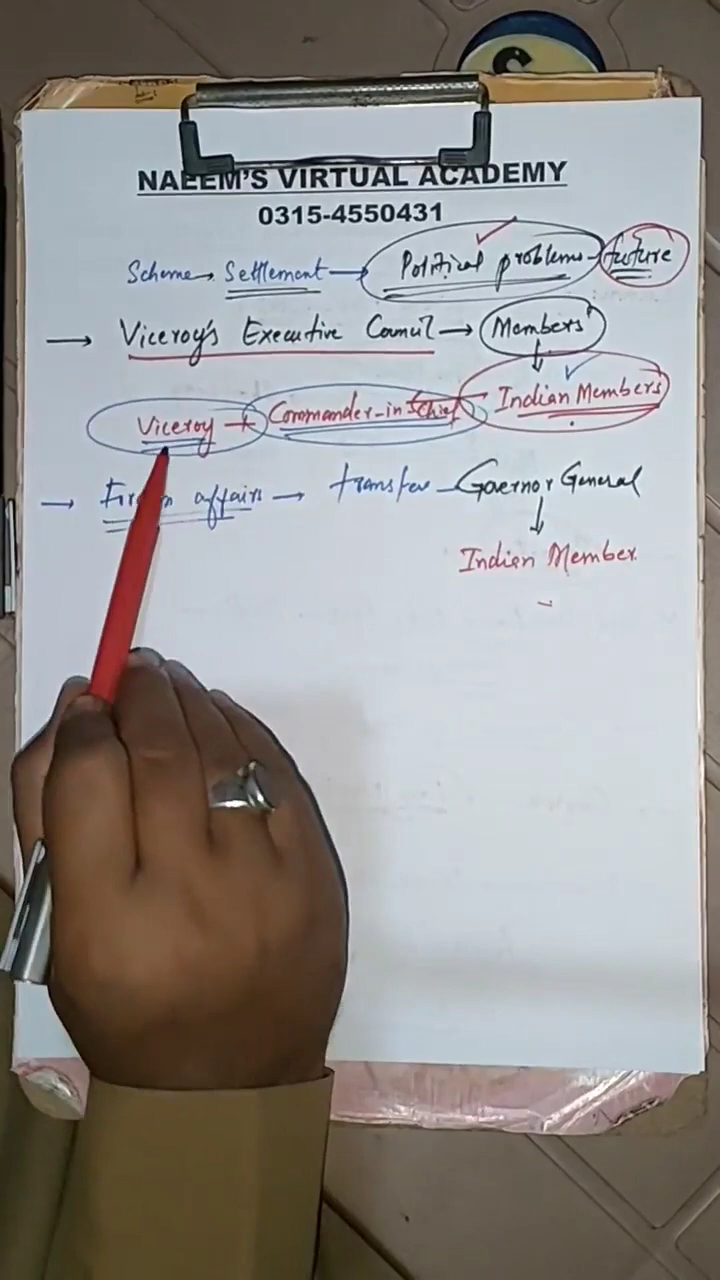 NAEEM'S VIRTUAL ACADEMY
0315-4550431
Scheme → Settlement → Political problems - future
→ Viceroy's Executive Council → Members'
Viceroy + Commander-in-Chief Indian Members
→ affairs → transfer - Governor General
Indian Member